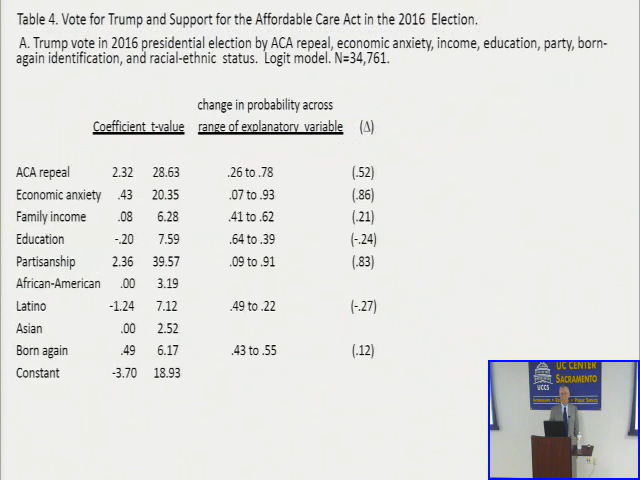 Table 4. Vote for Trump and Support for the Affordable Care Act in the 2016 Election.
A. Trump vote in 2016 presidential election by ACA repeal, economic anxiety, income, education, party, born-
again identification, and racial-ethnic status. Logit model. N=34,761.
change in probability across
Coefficient t-value range of explanatory variable (Δ)
ACA repeal 2.32 28.63 .26 to .78 (.52)
Economic anxiety .43 20.35 .07 to .93 (.86)
Family income .08 6.28 .41 to .62 (.21)
Education -.20 7.59 .64 to .39 (-.24)
Partisanship 2.36 39.57 .09 to .91 (.83)
African-American .00 3.19
Latino -1.24 7.12 .49 to .22 (-.27)
Asian .00 2.52
Born again .49 6.17 .43 to .55 (.12)
Constant -3.70 18.93
UC CENTER
SACRAMENTO
UCCS